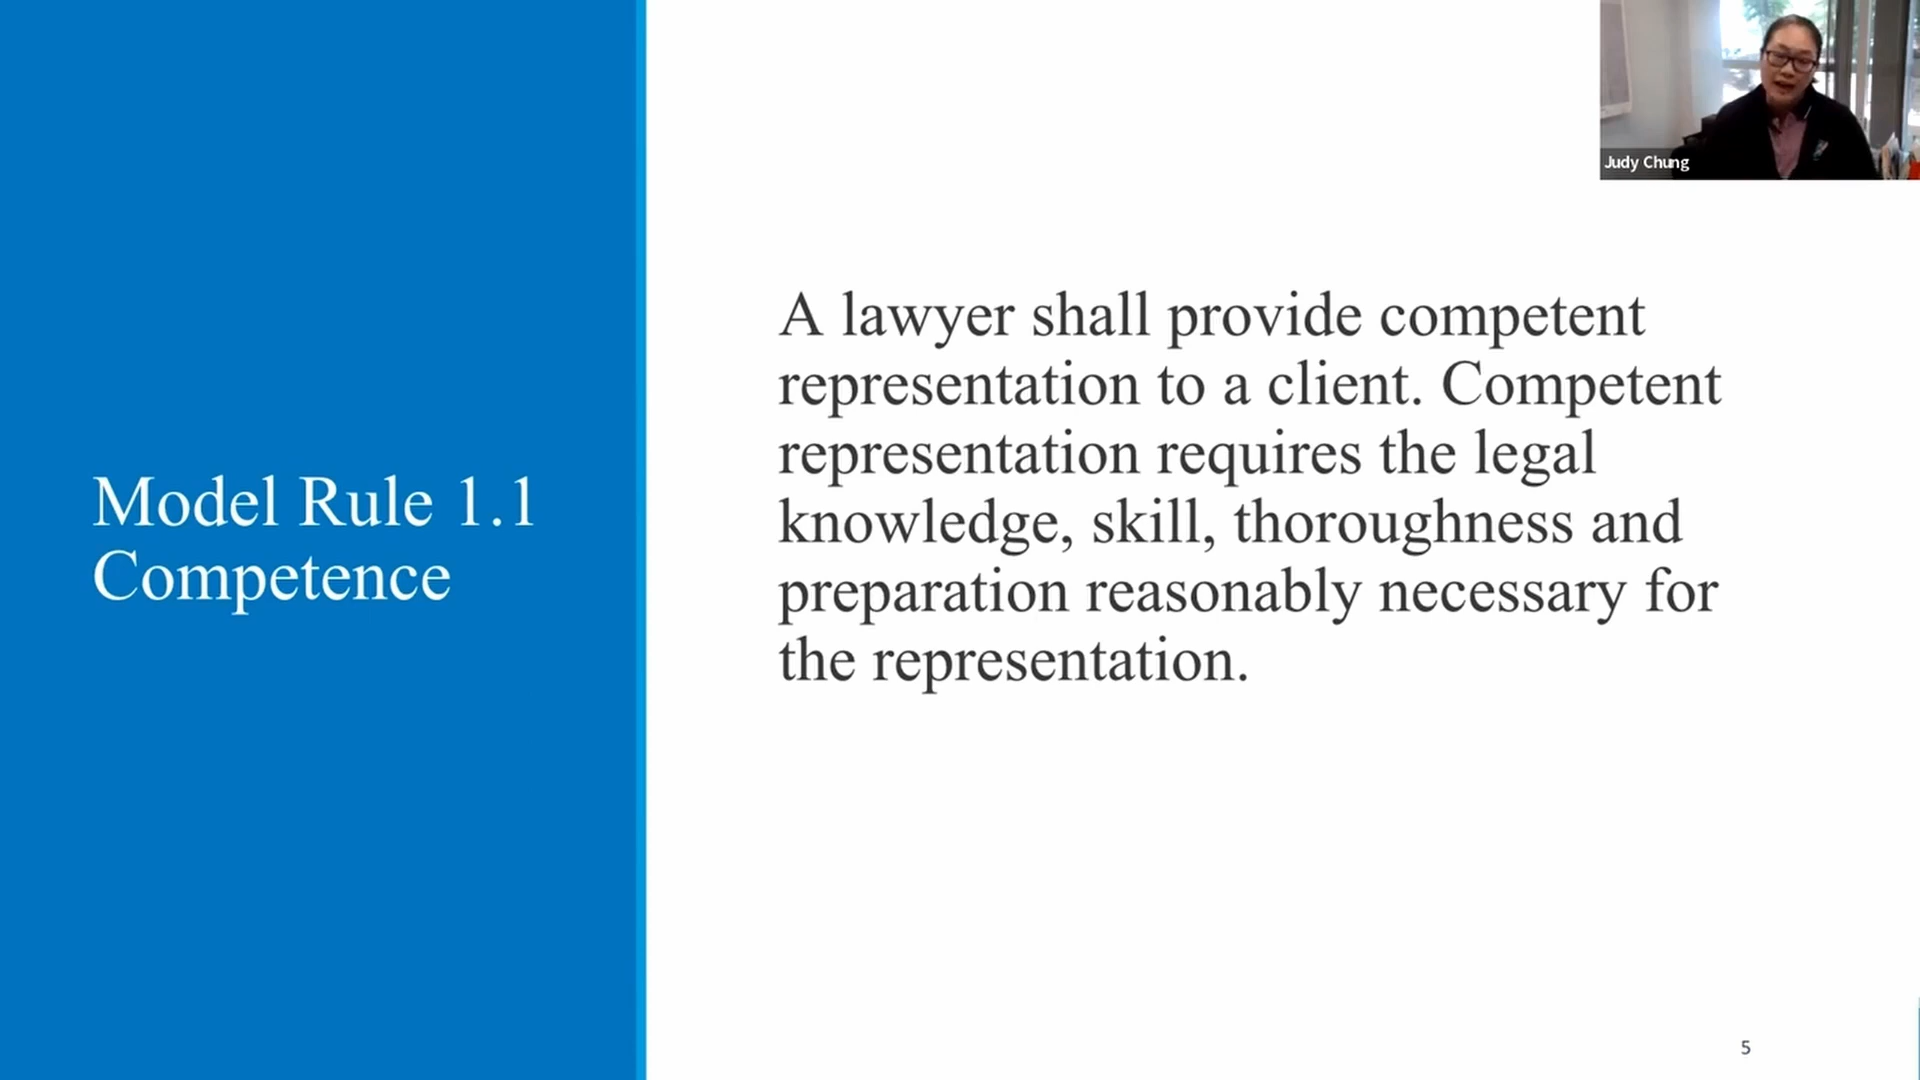 Model Rule 1.1
Competence
A lawyer shall provide competent
representation to a client. Competent
representation requires the legal
knowledge, skill, thoroughness and
preparation reasonably necessary for
the representation.
Judy Chung
5